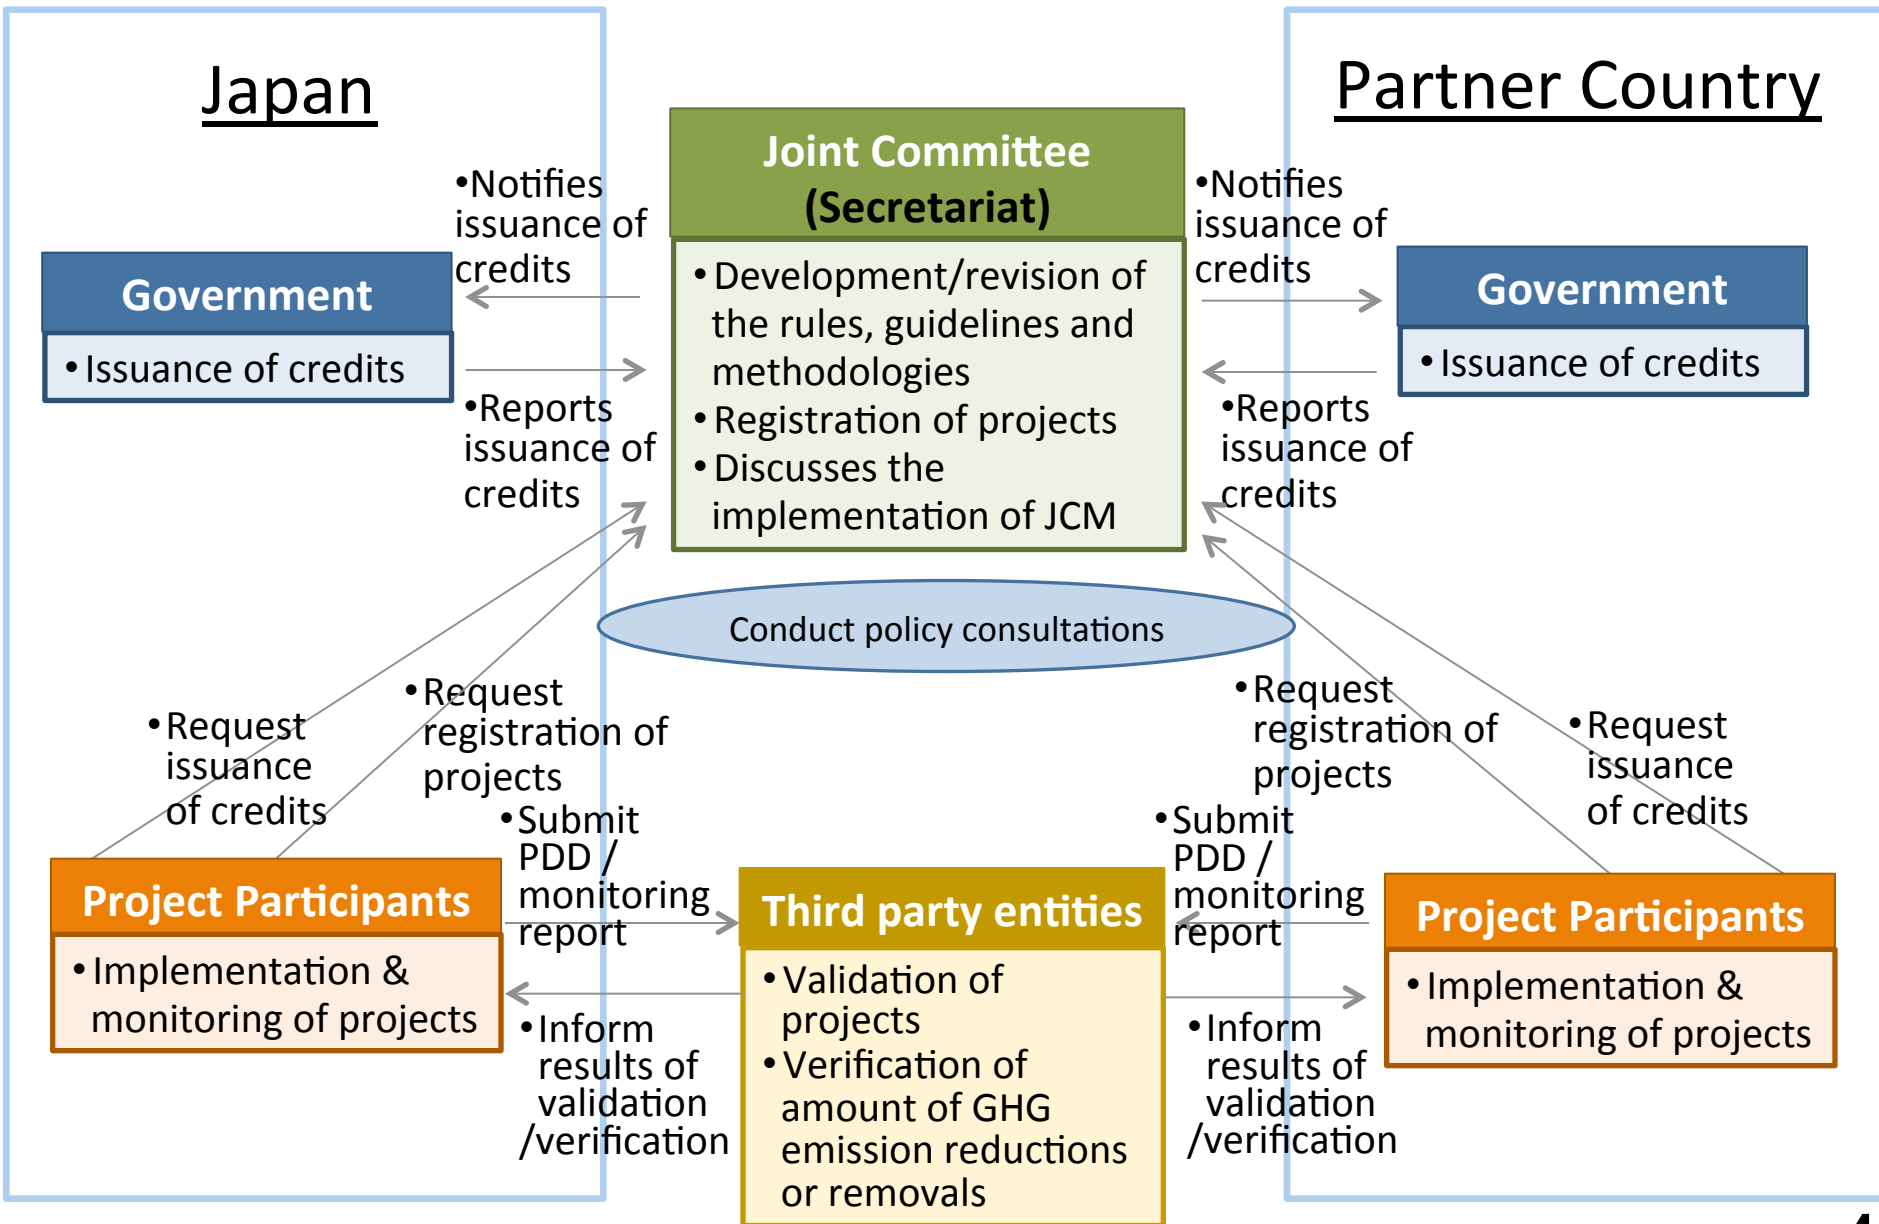 Japan
Partner Country
Joint Committee
(Secretariat)
•Notifies
issuance of
credits
•Notifies
issuance of
credits
Government
• Issuance of credits
• Development/revision of
the rules, guidelines and
methodologies
• Registration of projects
• Discusses the
implementation of JCM
Government
• Issuance of credits
•Reports
issuance of
credits
•Reports
issuance of
credits
Conduct policy consultations
•Request
issuance
of credits
•Request
registration of
projects
•Request
registration of
projects
•Request
issuance
of credits
•Submit
PDD /
monitoring
report
•Submit
PDD /
monitoring
report
Project Participants
• Implementation &
monitoring of projects
Third party entities
• Validation of
projects
• Verification of
amount of GHG
emission reductions
or removals
Project Participants
• Implementation &
monitoring of projects
•Inform
results of
validation
/verification
•Inform
results of
validation
/verification